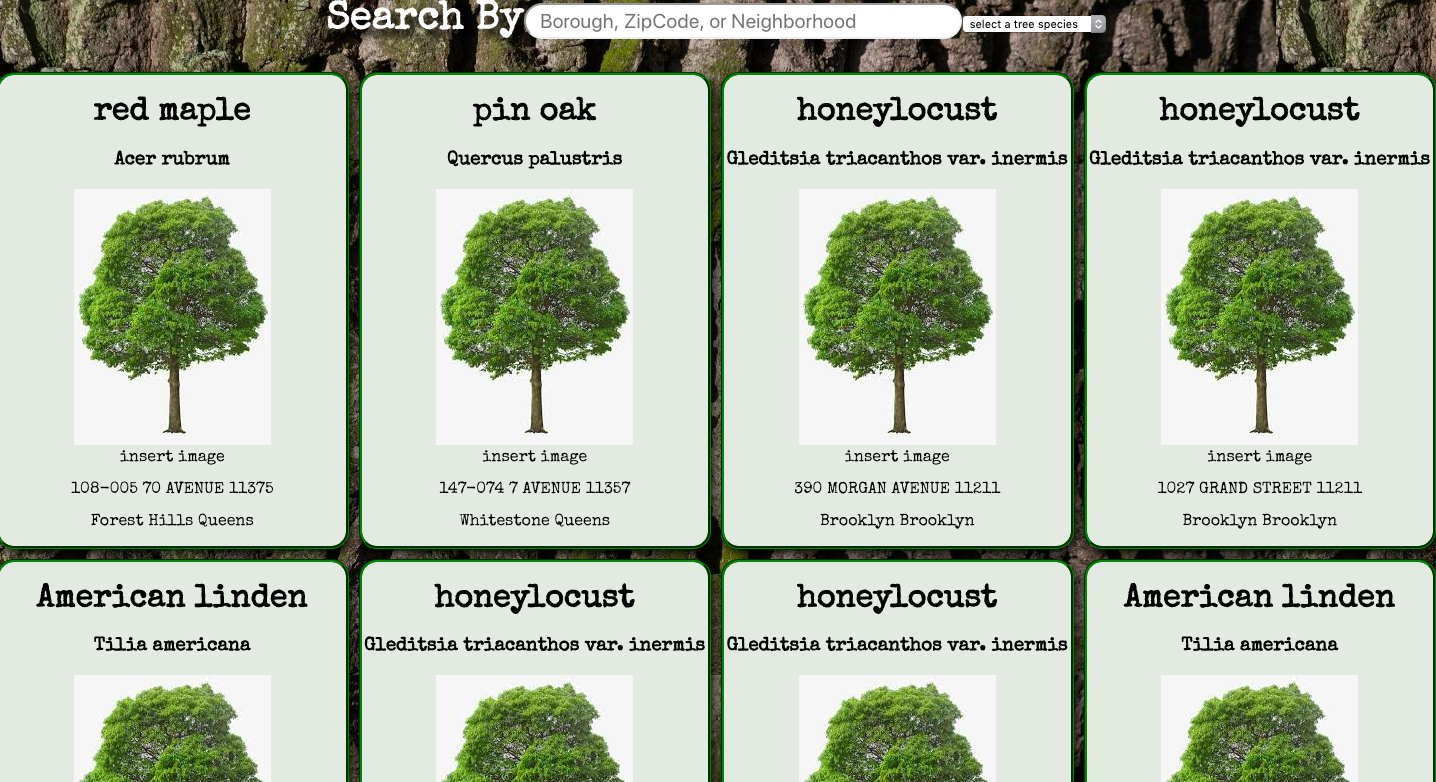 Search By Borough, ZipCode, or Neighborhood select a tree species
red maple
Acer rubrum
insert image
108-005 70 AVENUE 11375
Forest Hills Queens
pin oak
Quercus palustris
insert image
147-074 7 AVENUE 11357
Whitestone Queens
honeylocust
Gleditsia triacanthos var. inermis
insert image
390 MORGAN AVENUE 11211
Brooklyn Brooklyn
honeylocust
Gleditsia triacanthos var. inermis
insert image
1027 GRAND STREET 11211
Brooklyn Brooklyn
American linden
Tilia americana
honeylocust
Gleditsia triacanthos var. inermis
honeylocust
Gleditsia triacanthos var. inermis
American linden
Tilia americana